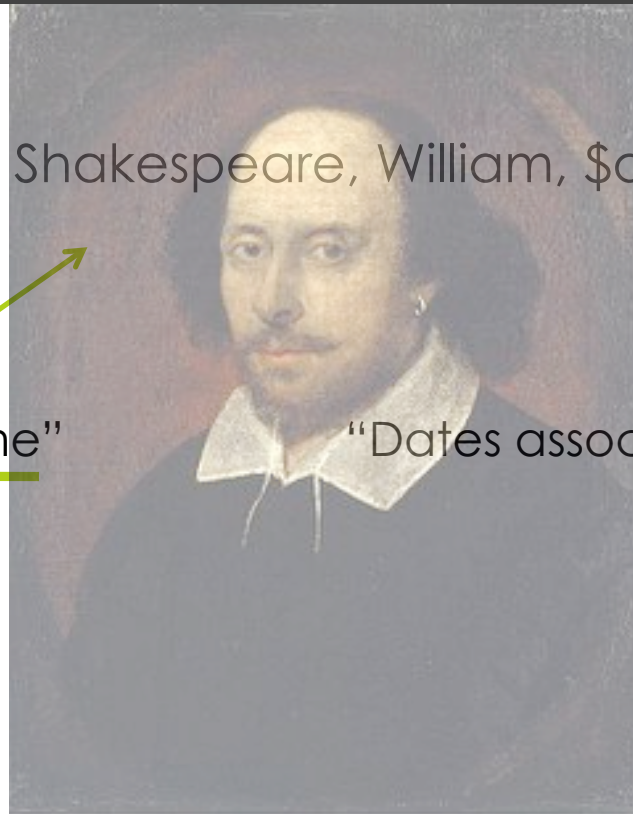 Shakespeare, William, $
ne” “Dates assoc